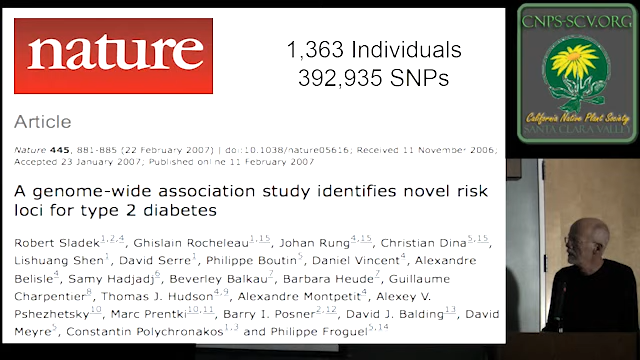 nature
1,363 Individuals
392,935 SNPs
Article
Nature 445, 881-885 (22 February 2007) | doi:10.1038/nature05616; Received 11 November 2006;
Accepted 23 January 2007; Published online 11 February 2007
A genome-wide association study identifies novel risk
loci for type 2 diabetes
Robert Sladek1,2,4, Ghislain Rocheleau1,15, Johan Rung4,15, Christian Dina5,15,
Lishuang Shen1, David Serre1, Philippe Boutin5, Daniel Vincent4, Alexandre
Belisle4, Samy Hadjadj6, Beverley Balkau7, Barbara Heude7, Guillaume
Charpentier8, Thomas J. Hudson4,9, Alexandre Montpetit4, Alexey V.
Pshezhetsky10, Marc Prentki10,11, Barry I. Posner2,12, David J. Balding13, David
Meyre5, Constantin Polychronakos1,3 and Philippe Froguel5,14
CNPS-SCV.ORG
California Native Plant Society
SANTA CLARA VALLEY